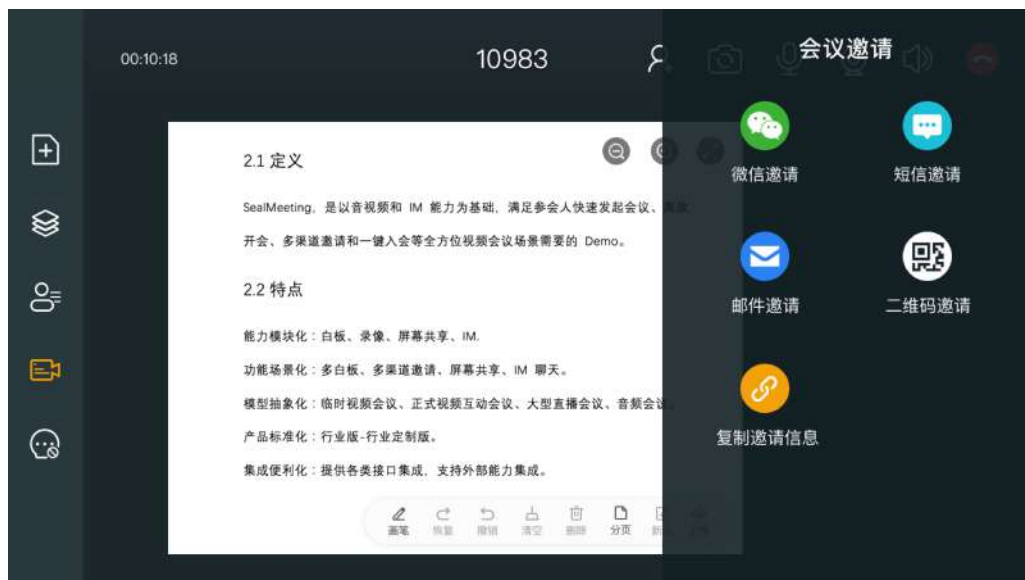 00:10:18
10983
会议邀请
2.1 定义
SealMeeting，是以音视频和 IM 能力为基础，满足参会人快速发起会议、
开会、多渠道邀请和一键入会等全方位视频会议场景需要的 Demo。
2.2 特点
能力模块化：白板、录像、屏幕共享、IM.
功能场景化：多白板、多渠道邀请、屏幕共享、IM 聊天。
模型抽象化：临时视频会议、正式视频互动会议、大型直播会议、音频会议。
产品标准化：行业版-行业定制版。
集成便利化：提供各类接口集成，支持外部能力集成。
画笔 恢复 撤销 清空 删除 分页 新
微信邀请
短信邀请
邮件邀请
二维码邀请
复制邀请信息